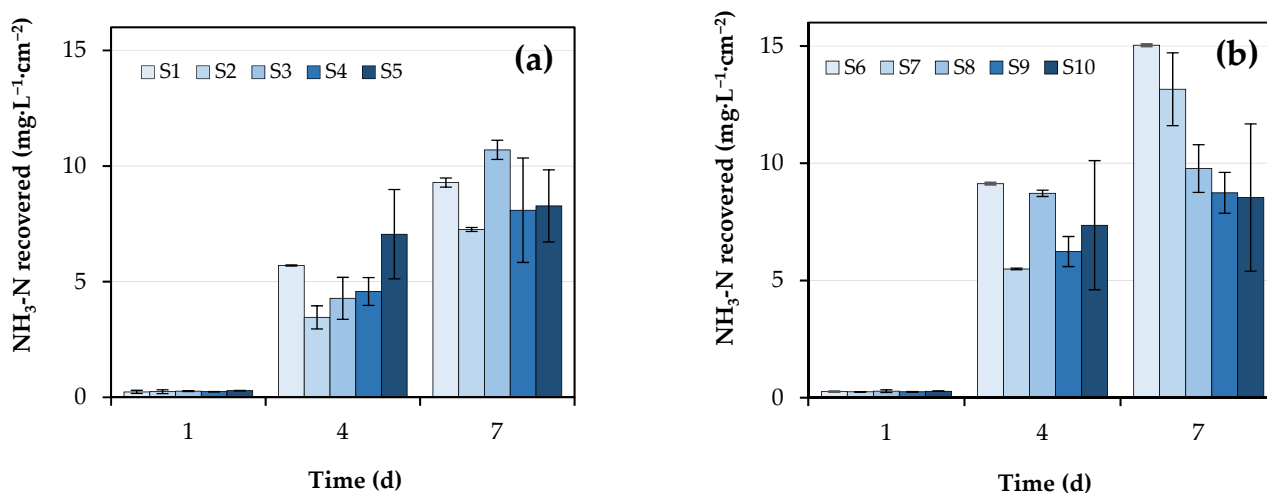 (a)
S1 S2 S3 S4 S5
NH₃-N recovered (mg·L⁻¹·cm⁻²)
15
10
5
0
1 4 7
Time (d)
(b)
S6 S7 S8 S9 S10
NH₃-N recovered (mg·L⁻¹·cm⁻²)
15
10
5
0
1 4 7
Time (d)